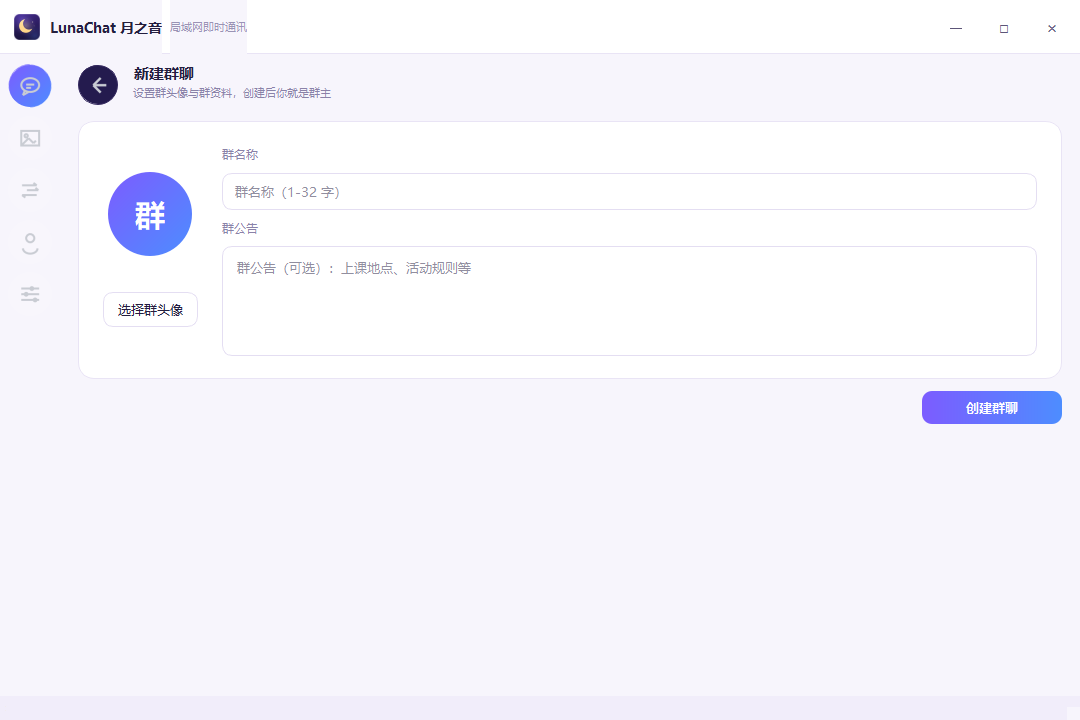 LunaChat 月之音 局域网即时通讯
新建群聊
设置群头像与群资料，创建后你就是群主
群名称
群名称（1-32 字）
群
群公告
群公告（可选）：上课地点、活动规则等
选择群头像
创建群聊